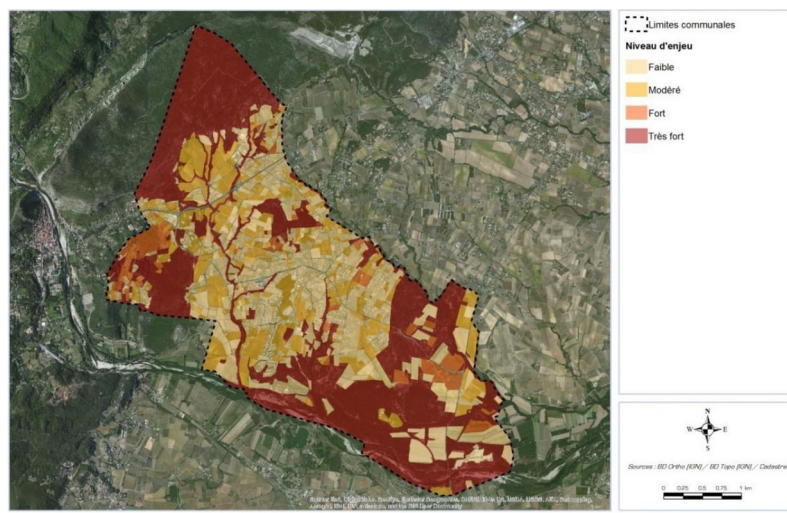 Limites communales
Niveau d'enjeu
Faible
Modéré
Fort
Très fort
N
W E
S
Sources : BD Ortho [IGN] / BD Topo [IGN] / Cadastre
0 0.25 0.5 0.75 1 km